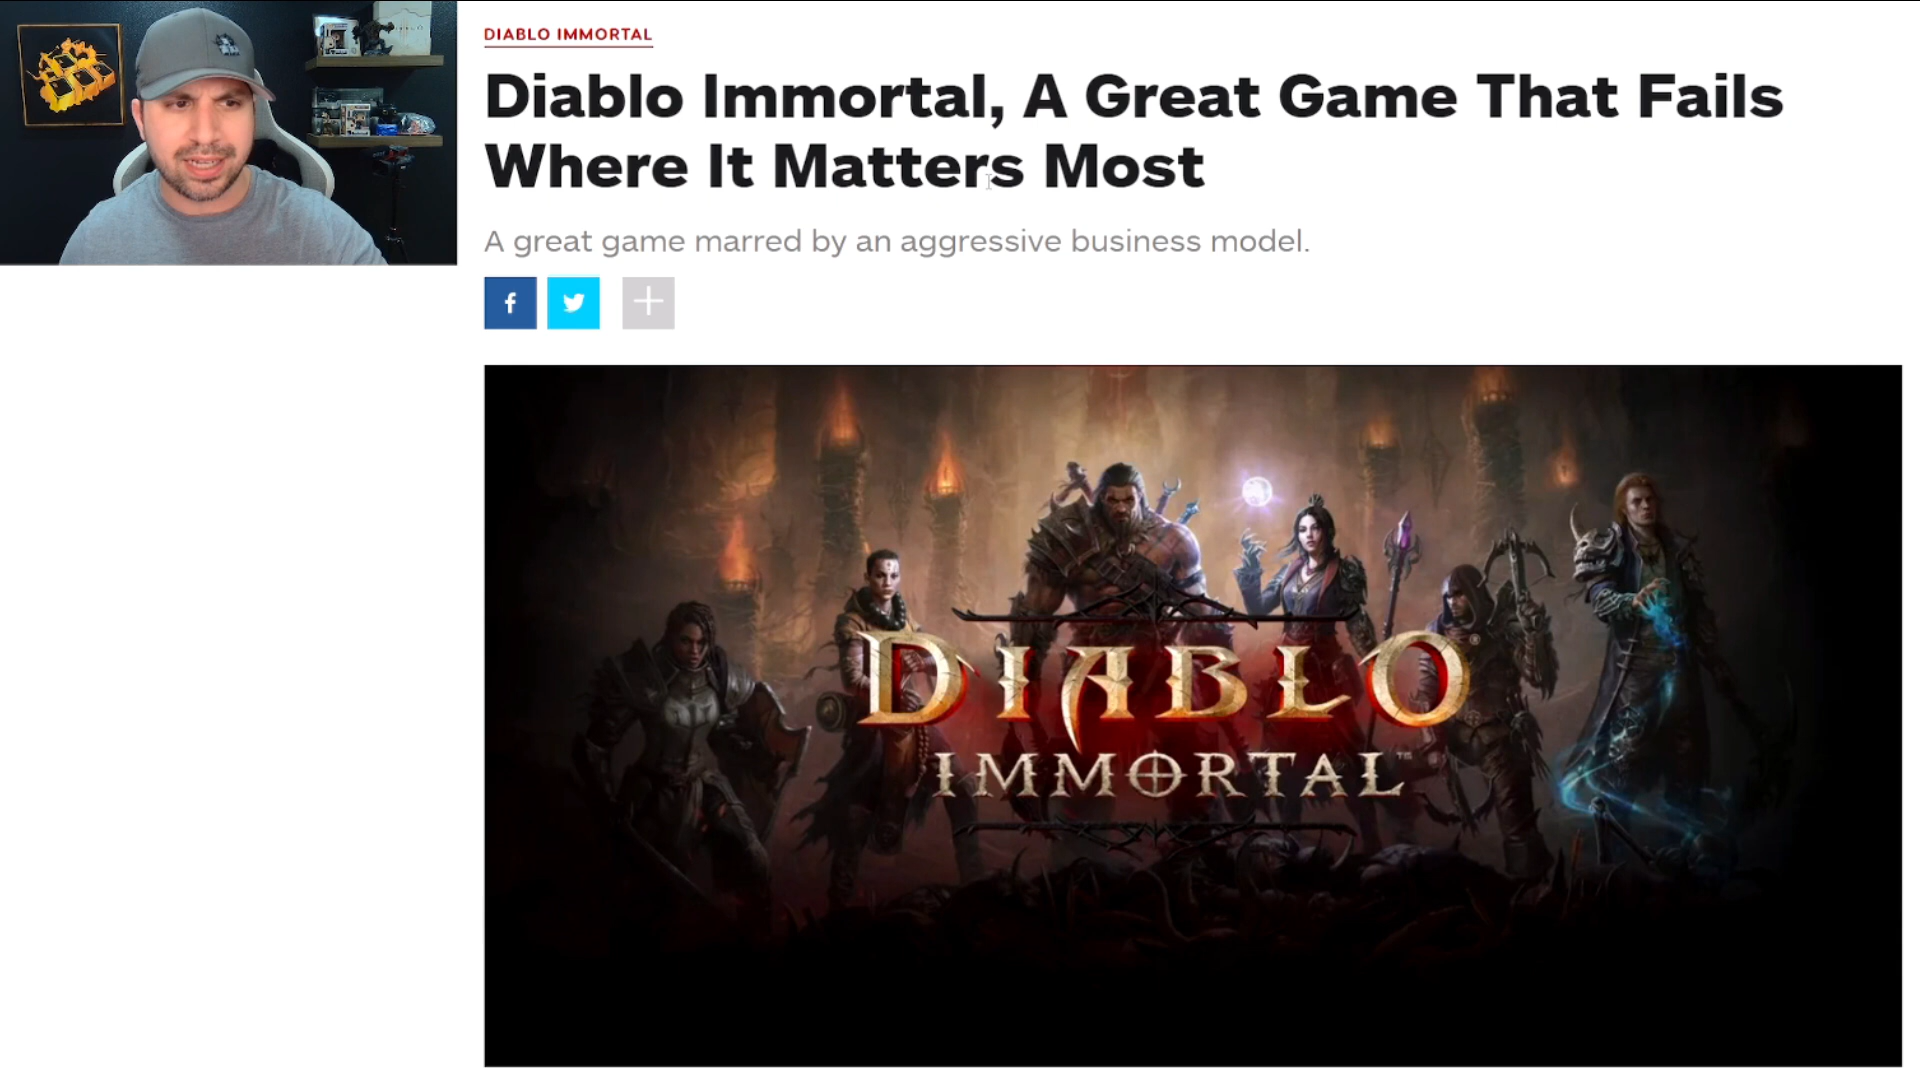 DIABLO IMMORTAL
Diablo Immortal, A Great Game That Fails
Where It Matters Most
A great game marred by an aggressive business model.
DIABLO
IMMORTAL™